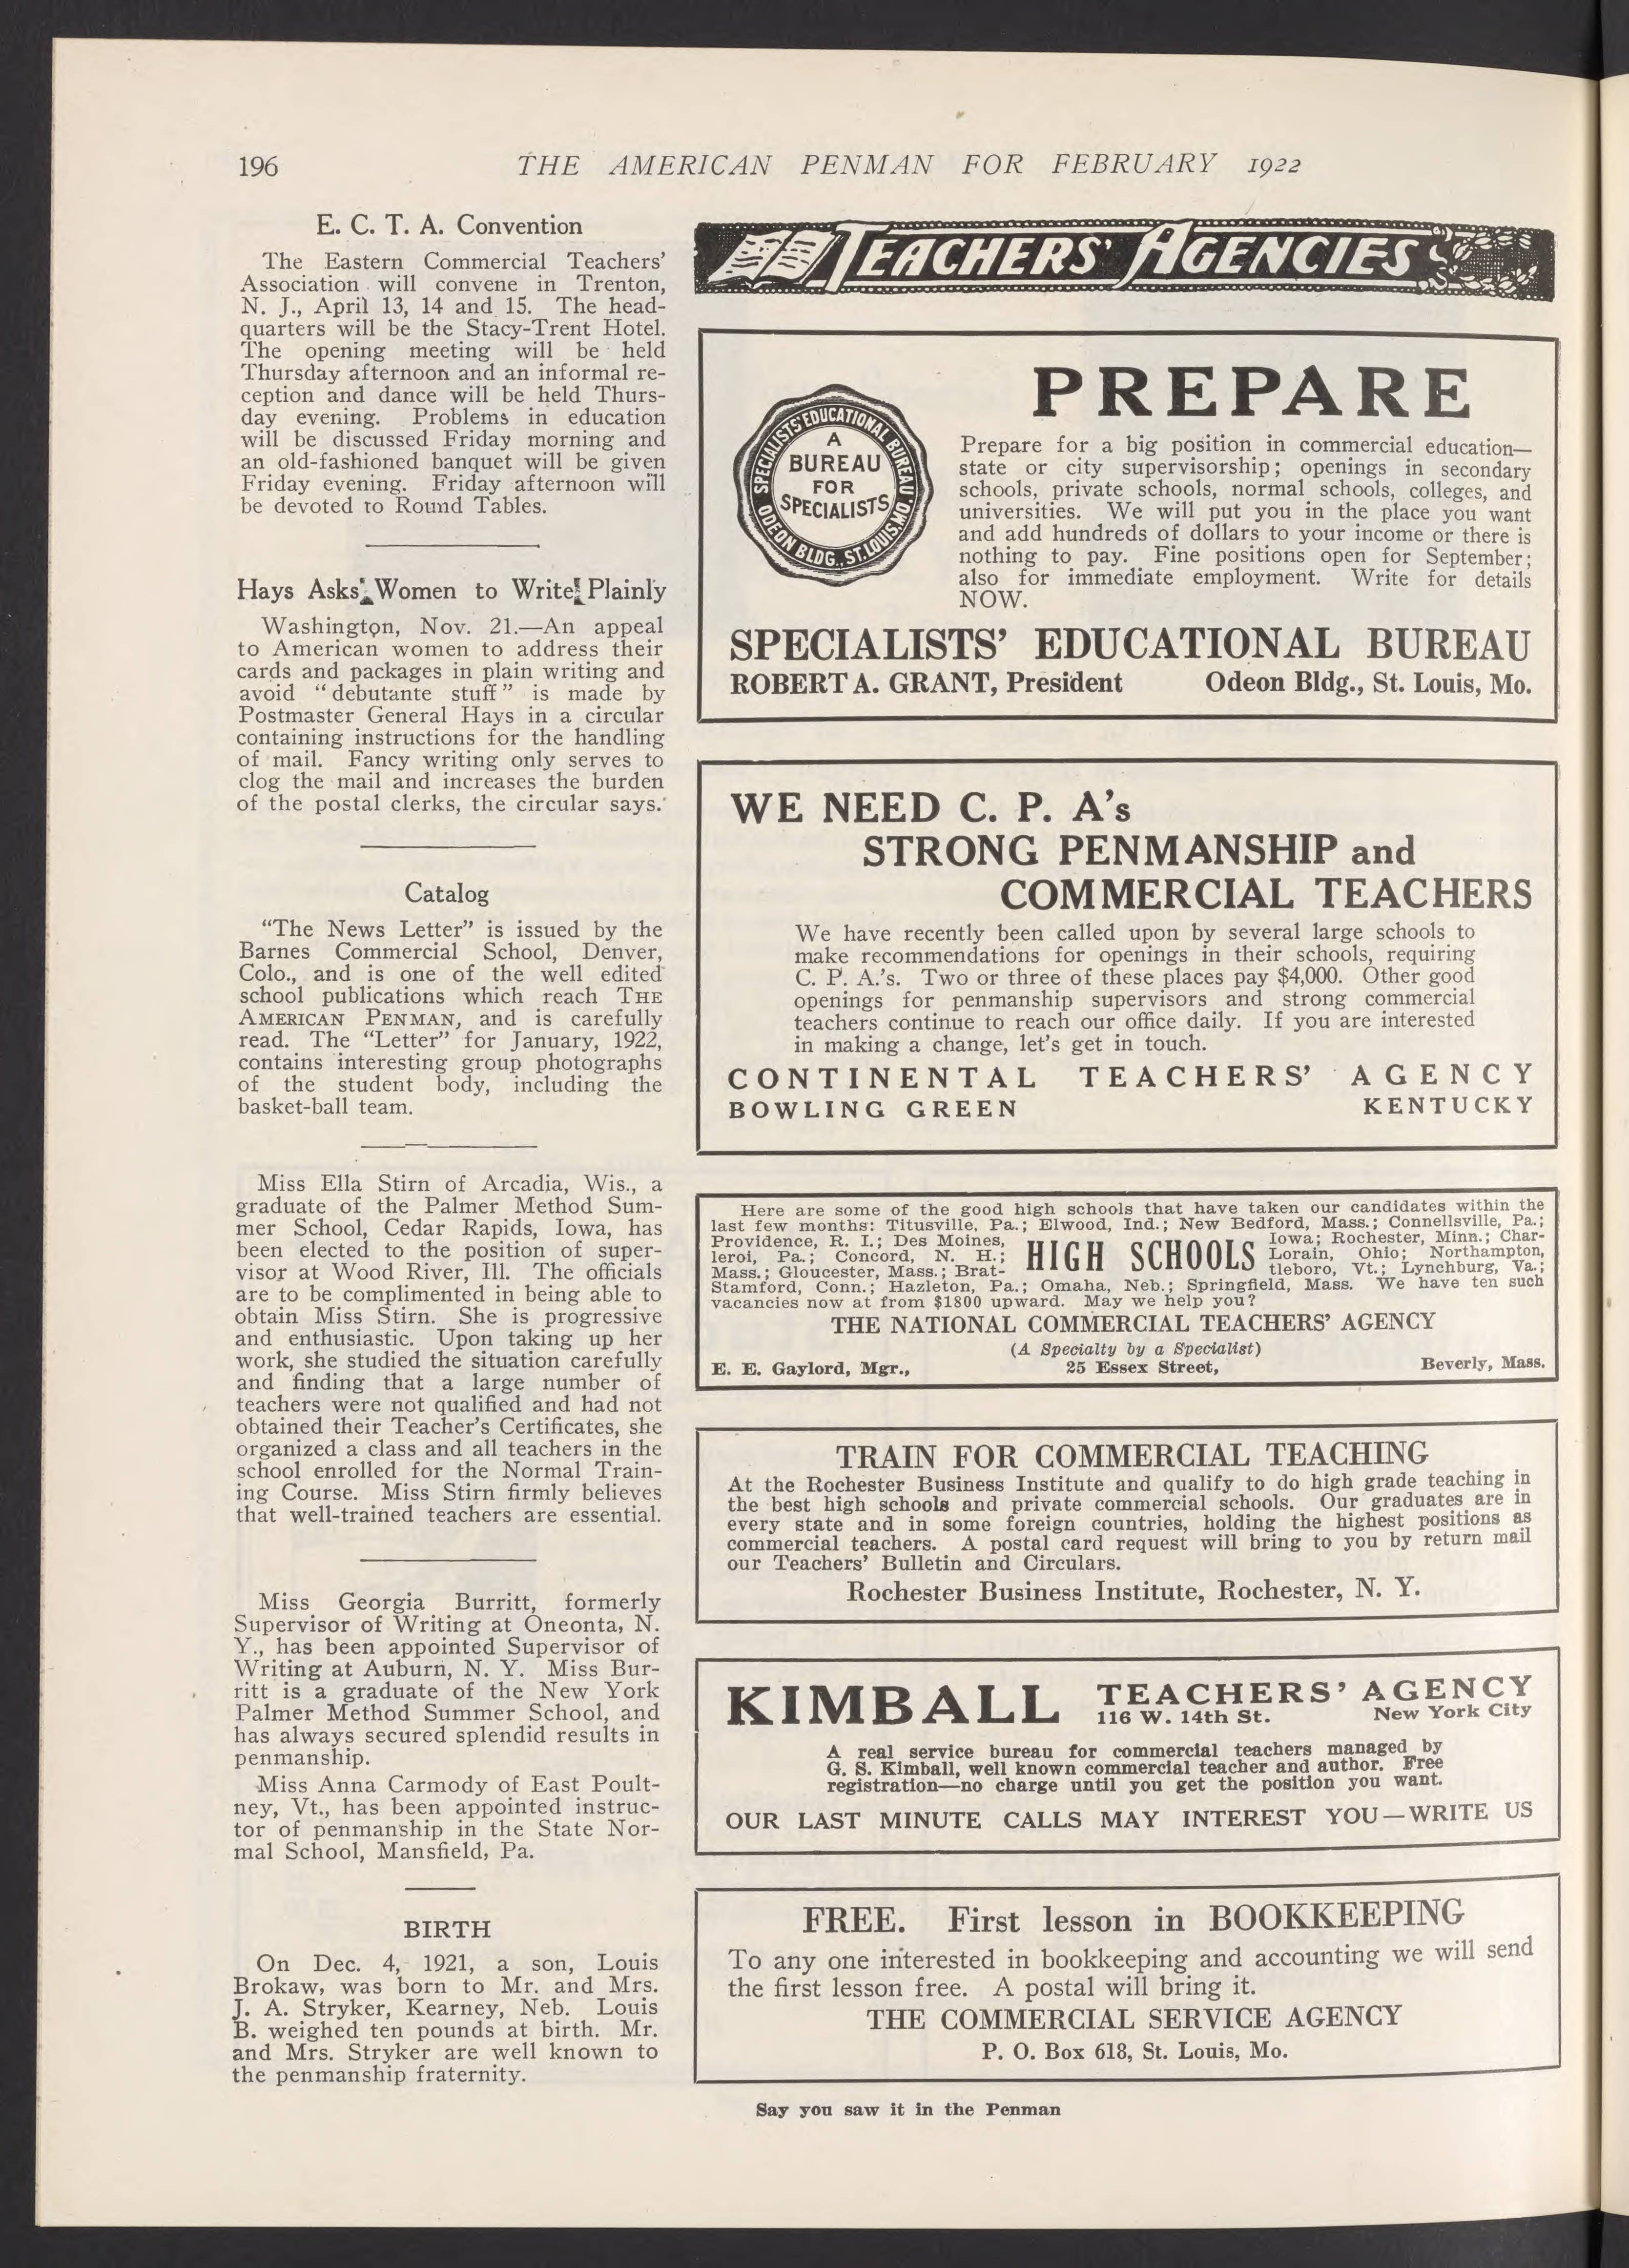 196
THE AMERICAN PENMAN FOR FEBRUARY 1922
E. C. T. A. Convention
The Eastern Commercial Teachers'
Association will convene in Trenton,
N. J., April 13, 14 and 15. The head-
quarters will be the Stacy-Trent Hotel.
The opening meeting will be held
Thursday afternoon and an informal re-
ception and dance will be held Thurs-
day evening. Problems in education
will be discussed Friday morning and
an old-fashioned banquet will be given
Friday evening. Friday afternoon will
be devoted to Round Tables.
Hays Asks Women to Write Plainly
Washington, Nov. 21.—An appeal
to American women to address their
cards and packages in plain writing and
avoid "debutante stuff" is made by
Postmaster General Hays in a circular
containing instructions for the handling
of mail. Fancy writing only serves to
clog the mail and increases the burden
of the postal clerks, the circular says.
Catalog
"The News Letter" is issued by the
Barnes Commercial School, Denver,
Colo., and is one of the well edited
school publications which reach THE
AMERICAN PENMAN, and is carefully
read. The "Letter" for January, 1922,
contains interesting group photographs
of the student body, including the
basket-ball team.
Miss Ella Stirn of Arcadia, Wis., a
graduate of the Palmer Method Sum-
mer School, Cedar Rapids, Iowa, has
been elected to the position of super-
visor at Wood River, Ill. The officials
are to be complimented in being able to
obtain Miss Stirn. She is progressive
and enthusiastic. Upon taking up her
work, she studied the situation carefully
and finding that a large number of
teachers were not qualified and had not
obtained their Teacher's Certificates, she
organized a class and all teachers in the
school enrolled for the Normal Train-
ing Course. Miss Stirn firmly believes
that well-trained teachers are essential.
Miss Georgia Burritt, formerly
Supervisor of Writing at Oneonta, N.
Y., has been appointed Supervisor of
Writing at Auburn, N. Y. Miss Bur-
ritt is a graduate of the New York
Palmer Method Summer School, and
has always secured splendid results in
penmanship.
Miss Anna Carmody of East Poult-
ney, Vt., has been appointed instruc-
tor of penmanship in the State Nor-
mal School, Mansfield, Pa.
BIRTH
On Dec. 4, 1921, a son, Louis
Brokaw, was born to Mr. and Mrs.
J. A. Stryker, Kearney, Neb. Louis
B. weighed ten pounds at birth. Mr.
and Mrs. Stryker are well known to
the penmanship fraternity.
TEACHERS' AGENCIES
SPECIALISTS' EDUCATIONAL BUREAU
ODEON BLDG., ST. LOUIS, MO.
A
BUREAU
FOR
SPECIALISTS
PREPARE
Prepare for a big position in commercial education—
state or city supervisorship; openings in secondary
schools, private schools, normal schools, colleges, and
universities. We will put you in the place you want
and add hundreds of dollars to your income or there is
nothing to pay. Fine positions open for September;
also for immediate employment. Write for details
NOW.
SPECIALISTS' EDUCATIONAL BUREAU
ROBERT A. GRANT, President Odeon Bldg., St. Louis, Mo.
WE NEED C. P. A's
STRONG PENMANSHIP and
COMMERCIAL TEACHERS
We have recently been called upon by several large schools to
make recommendations for openings in their schools, requiring
C. P. A.'s. Two or three of these places pay $4,000. Other good
openings for penmanship supervisors and strong commercial
teachers continue to reach our office daily. If you are interested
in making a change, let's get in touch.
CONTINENTAL TEACHERS' AGENCY
BOWLING GREEN KENTUCKY
Here are some of the good high schools that have taken our candidates within the
last few months: Titusville, Pa.; Elwood, Ind.; New Bedford, Mass.; Connellsville, Pa.;
Providence, R. I.; Des Moines, Iowa; Rochester, Minn.; Char-
leroi, Pa.; Concord, N. H.; HIGH SCHOOLS Lorain, Ohio; Northampton,
Mass.; Gloucester, Mass.; Brat- tleboro, Vt.; Lynchburg, Va.;
Stamford, Conn.; Hazleton, Pa.; Omaha, Neb.; Springfield, Mass. We have ten such
vacancies now at from $1800 upward. May we help you?
THE NATIONAL COMMERCIAL TEACHERS' AGENCY
(A Specialty by a Specialist)
E. E. Gaylord, Mgr., 25 Essex Street, Beverly, Mass.
TRAIN FOR COMMERCIAL TEACHING
At the Rochester Business Institute and qualify to do high grade teaching in
the best high schools and private commercial schools. Our graduates are in
every state and in some foreign countries, holding the highest positions as
commercial teachers. A postal card request will bring to you by return mail
our Teachers' Bulletin and Circulars.
Rochester Business Institute, Rochester, N. Y.
KIMBALL TEACHERS' AGENCY
116 W. 14th St. New York City
A real service bureau for commercial teachers managed by
G. S. Kimball, well known commercial teacher and author. Free
registration—no charge until you get the position you want.
OUR LAST MINUTE CALLS MAY INTEREST YOU—WRITE US
FREE. First lesson in BOOKKEEPING
To any one interested in bookkeeping and accounting we will send
the first lesson free. A postal will bring it.
THE COMMERCIAL SERVICE AGENCY
P. O. Box 618, St. Louis, Mo.
Say you saw it in the Penman